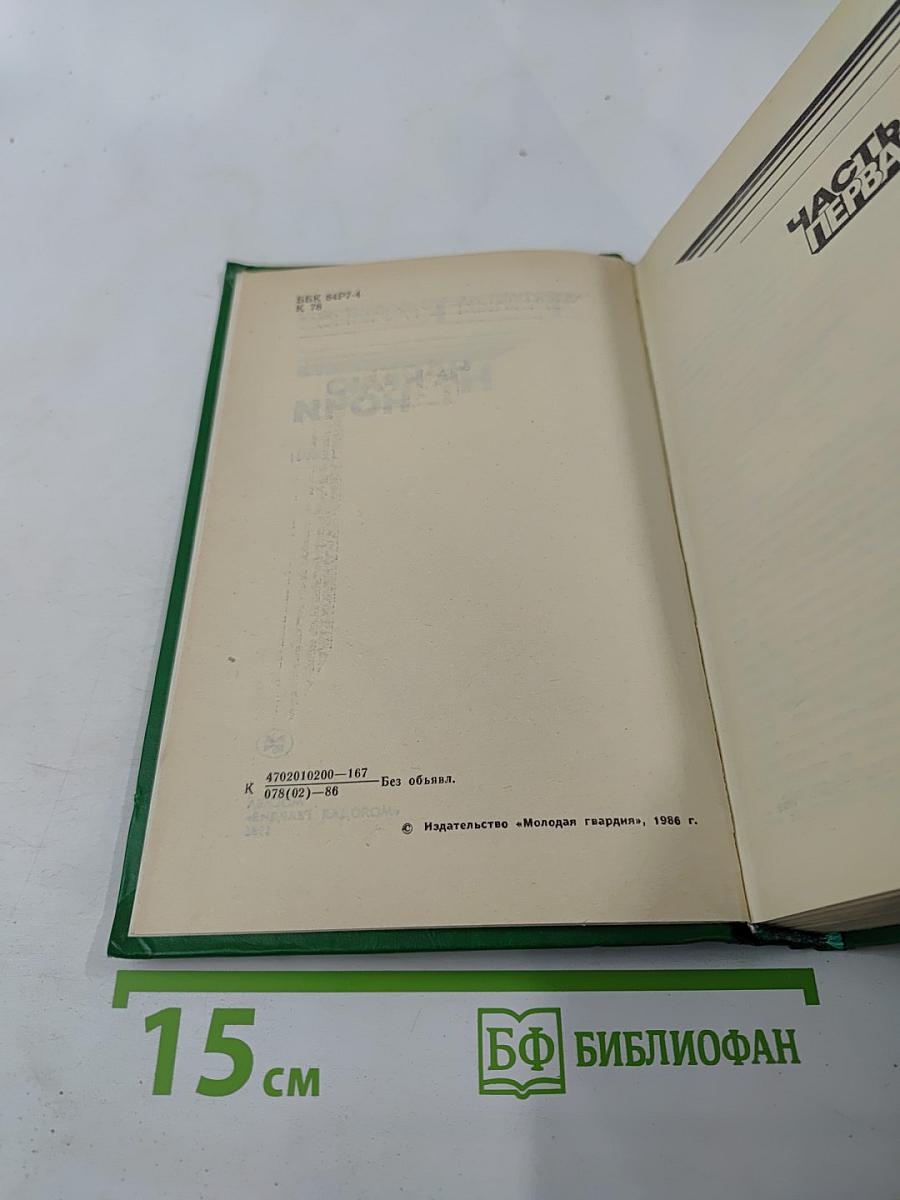 ББК 84Р7-4
К 78
К 4702010200—167
078(02)—86 Без объявл.
© Издательство «Молодая гвардия», 1986 г.
ЧАСТЬ
ПЕРВА
15 см
БФ БИБЛИОФАН